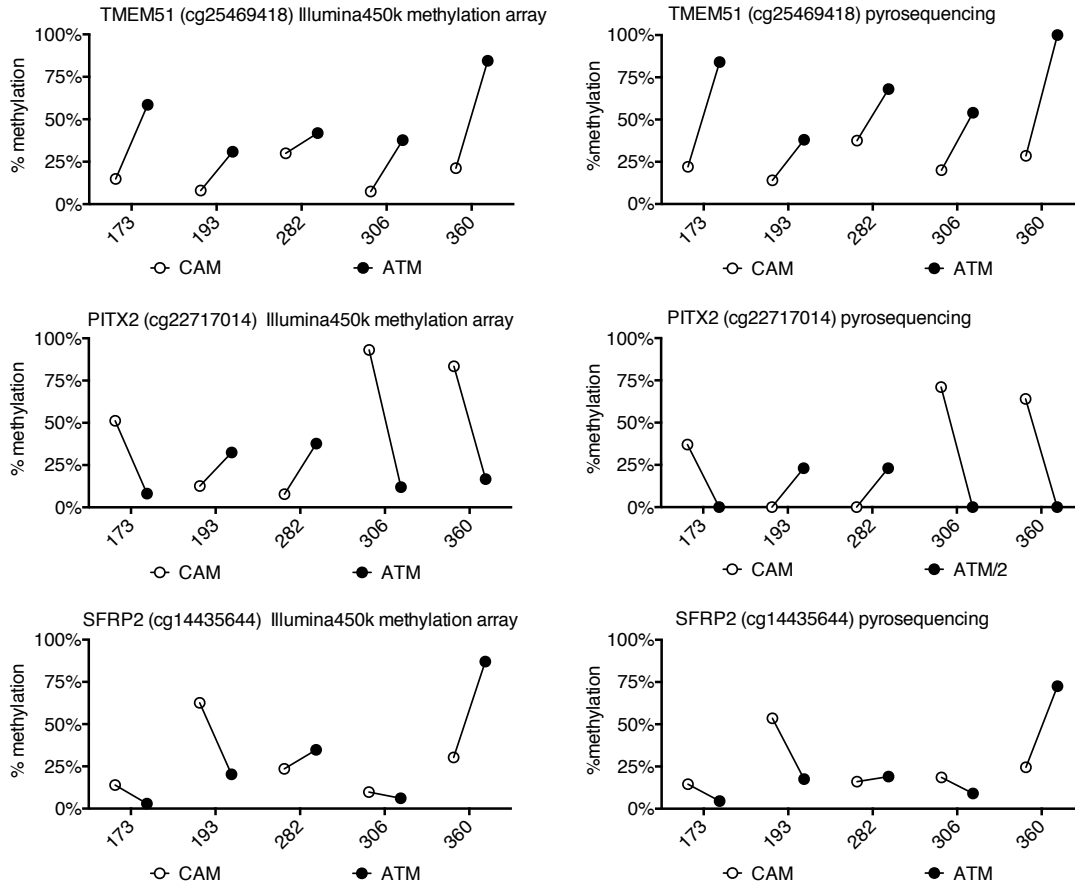 TMEM51 (cg25469418) Illumina450k methylation array
% methylation
100%
75%
50%
25%
0%
173
193
282
306
360
CAM
ATM
TMEM51 (cg25469418) pyrosequencing
%methylation
100%
75%
50%
25%
0%
173
193
282
306
360
CAM
ATM
PITX2 (cg22717014) Illumina450k methylation array
% methylation
100%
75%
50%
25%
0%
173
193
282
306
360
CAM
ATM
PITX2 (cg22717014) pyrosequencing
%methylation
100%
75%
50%
25%
0%
173
193
282
306
360
CAM
ATM/2
SFRP2 (cg14435644) Illumina450k methylation array
% methylation
100%
75%
50%
25%
0%
173
193
282
306
360
CAM
ATM
SFRP2 (cg14435644) pyrosequencing
%methylation
100%
75%
50%
25%
0%
173
193
282
306
360
CAM
ATM